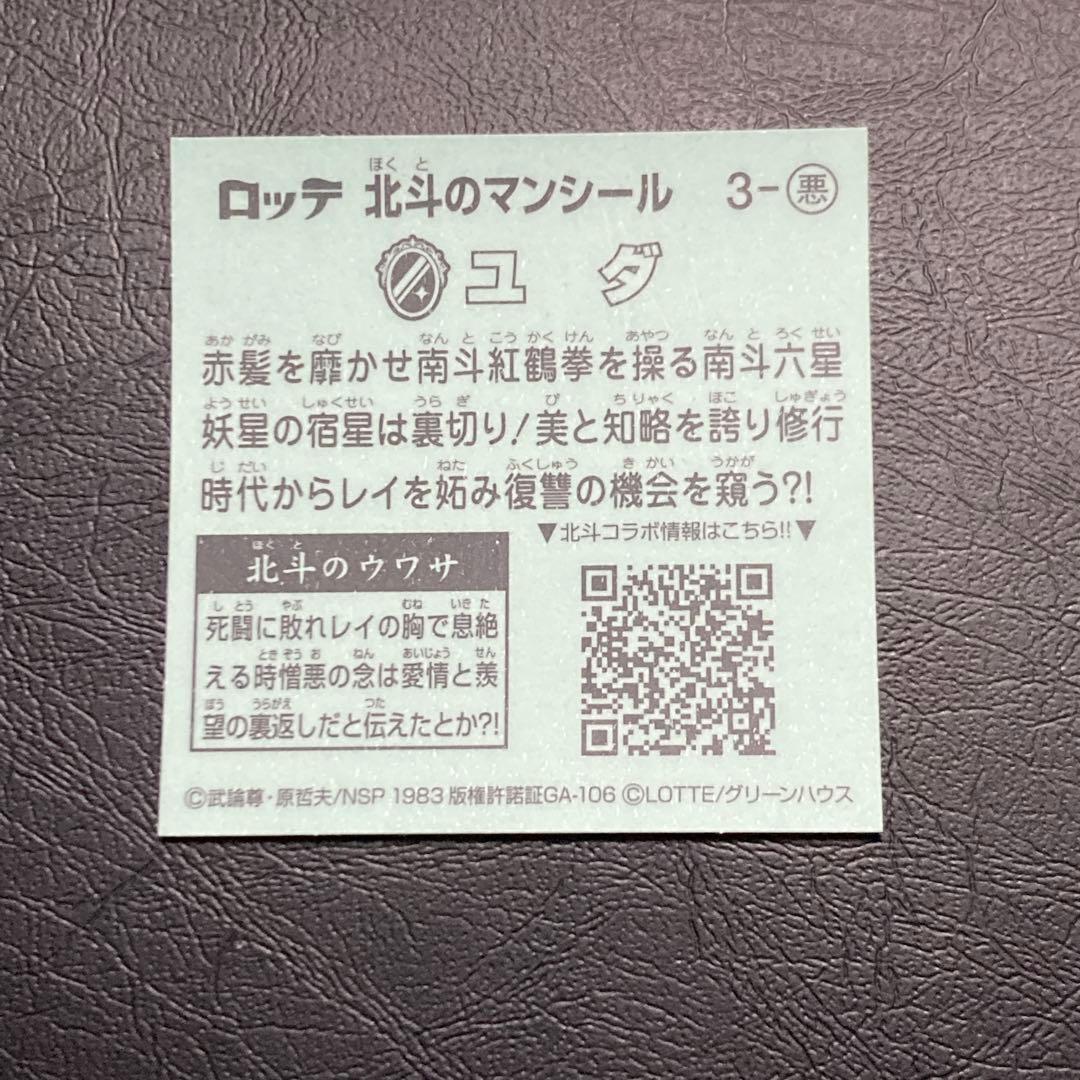 ロッテ 北斗のマンシール 3-悪
ユダ
赤髪を靡かせ南斗紅鶴拳を操る南斗六星
妖星の宿星は裏切り!美と知略を誇り修行
時代からレイを妬み復讐の機会を窺う?!
▼北斗コラボ情報はこちら!!▼
北斗のウワサ
死闘に敗れレイの胸で息絶
える時憎悪の念は愛情と羨
望の裏返しだと伝えたとか?!
©武論尊・原哲夫/NSP 1983 版権許諾証GA-106 ©LOTTE/グリーンハウス